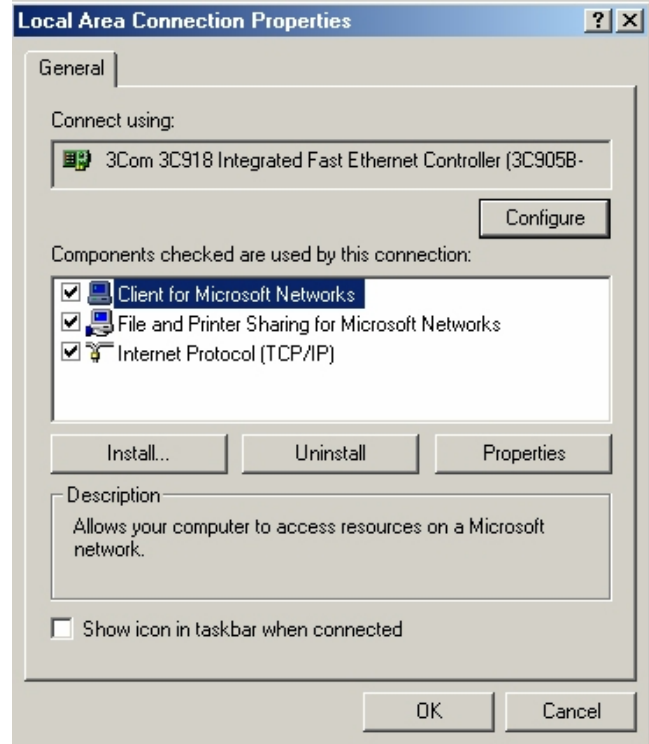 Local Area Connection Properties
General
Connect using:
3Com 3C918 Integrated Fast Ethernet Controller (3C905B-
Configure
Components checked are used by this connection:
Client for Microsoft Networks
File and Printer Sharing for Microsoft Networks
Internet Protocol (TCP/IP)
Install... Uninstall Properties
Description
Allows your computer to access resources on a Microsoft
network.
Show icon in taskbar when connected
OK Cancel